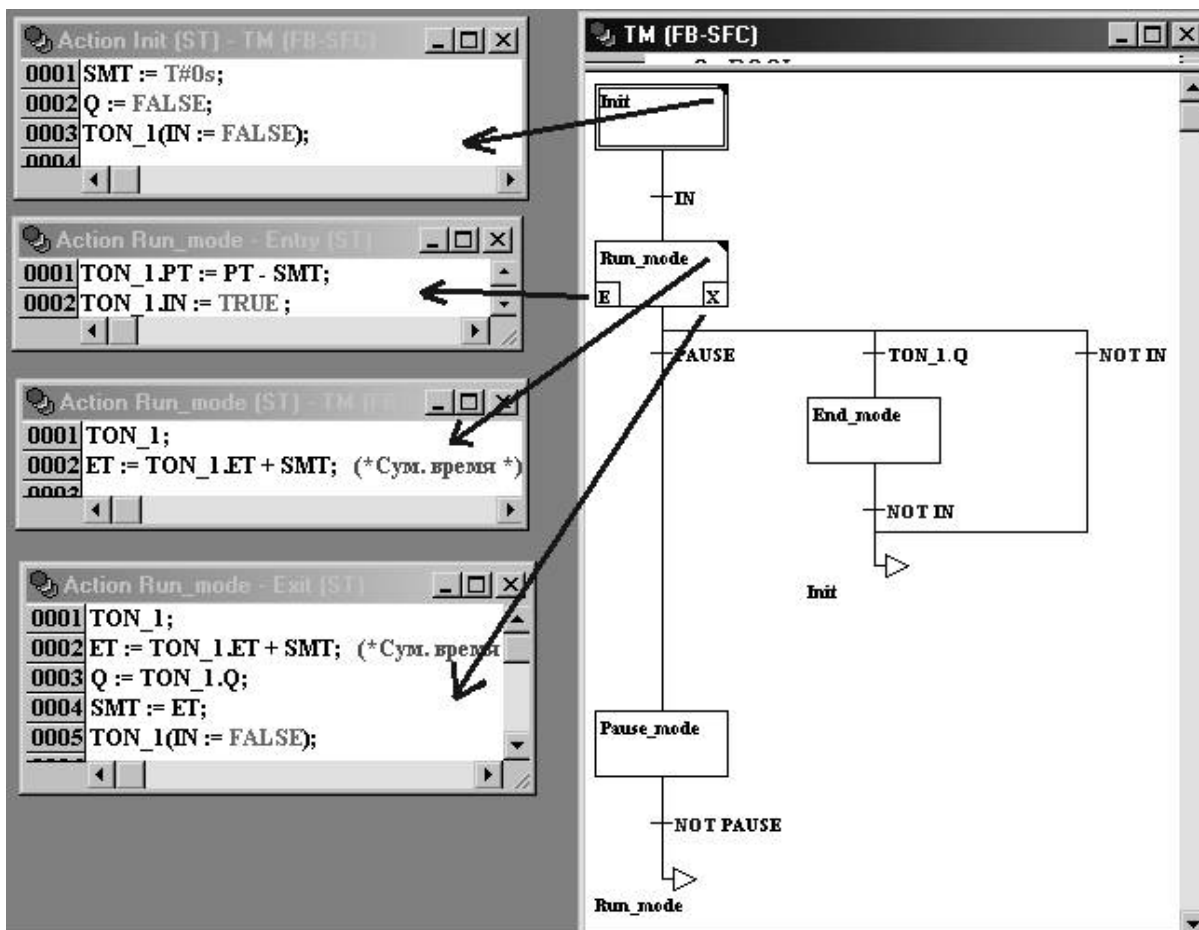 Action Init (ST) - TM (FB-SFC)
0001 SMT := T#0s;
0002 Q := FALSE;
0003 TON_1(IN := FALSE);
0004
Action Run_mode - Entry (ST)
0001 TON_1.PT := PT - SMT;
0002 TON_1.IN := TRUE ;
Action Run_mode (ST) - TM (FB
0001 TON_1;
0002 ET := TON_1.ET + SMT; (*Сум. время *)
0003
Action Run_mode - Exit (ST)
0001 TON_1;
0002 ET := TON_1.ET + SMT; (*Сум. время
0003 Q := TON_1.Q;
0004 SMT := ET;
0005 TON_1(IN := FALSE);
TM (FB-SFC)
Init
IN
Run_mode
E X
PAUSE TON_1.Q NOT IN
End_mode
NOT IN
Init
Pause_mode
NOT PAUSE
Run_mode